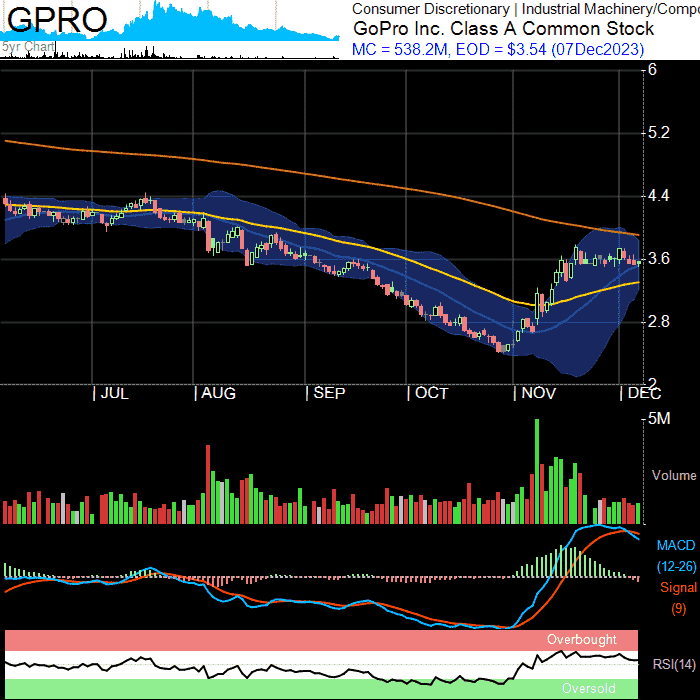 GPRO
5yr Chart
Consumer Discretionary | Industrial Machinery/Compo
GoPro Inc. Class A Common Stock
MC = 538.2M, EOD = $3.54 (07Dec2023)
6
5.2
4.4
3.6
2.8
2
JUL
AUG
SEP
OCT
NOV
DEC
5M
Volume
MACD
(12-26)
Signal
(9)
Overbought
RSI(14)
Oversold